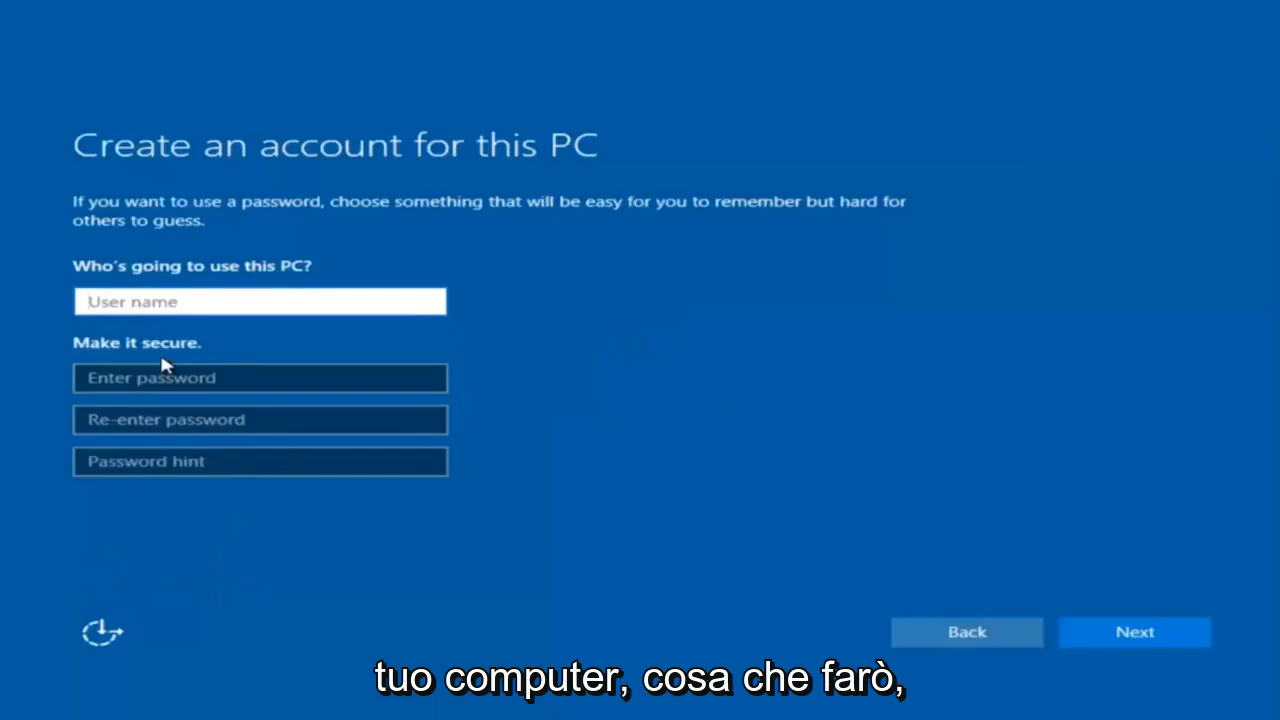 Create an account for this PC
If you want to use a password, choose something that will be easy for you to remember but hard for
others to guess.
Who's going to use this PC?
User name
Make it secure.
Enter password
Re-enter password
Password hint
Back
Next
tuo computer, cosa che farò,